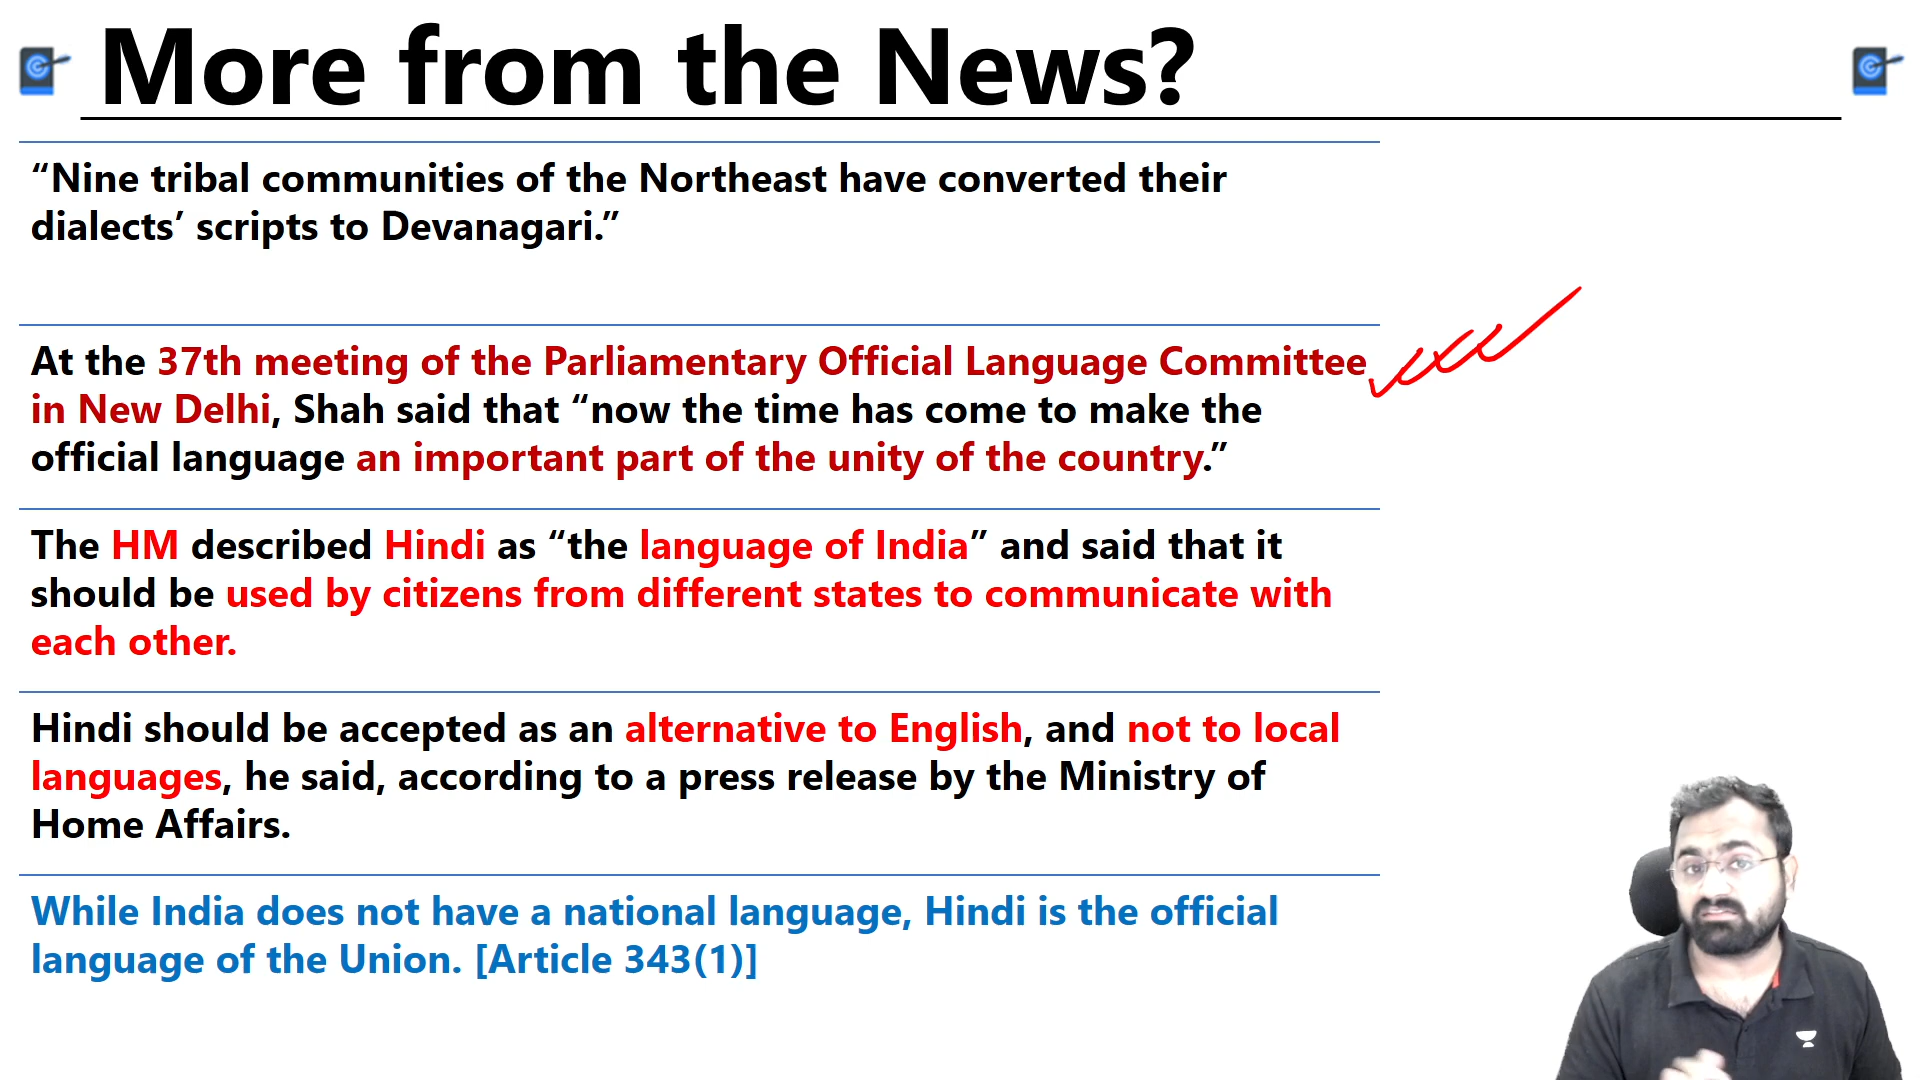 More from the News?
“Nine tribal communities of the Northeast have converted their
dialects’ scripts to Devanagari.”
At the 37th meeting of the Parliamentary Official Language Committee
in New Delhi, Shah said that “now the time has come to make the
official language an important part of the unity of the country.”
The HM described Hindi as “the language of India” and said that it
should be used by citizens from different states to communicate with
each other.
Hindi should be accepted as an alternative to English, and not to local
languages, he said, according to a press release by the Ministry of
Home Affairs.
While India does not have a national language, Hindi is the official
language of the Union. [Article 343(1)]